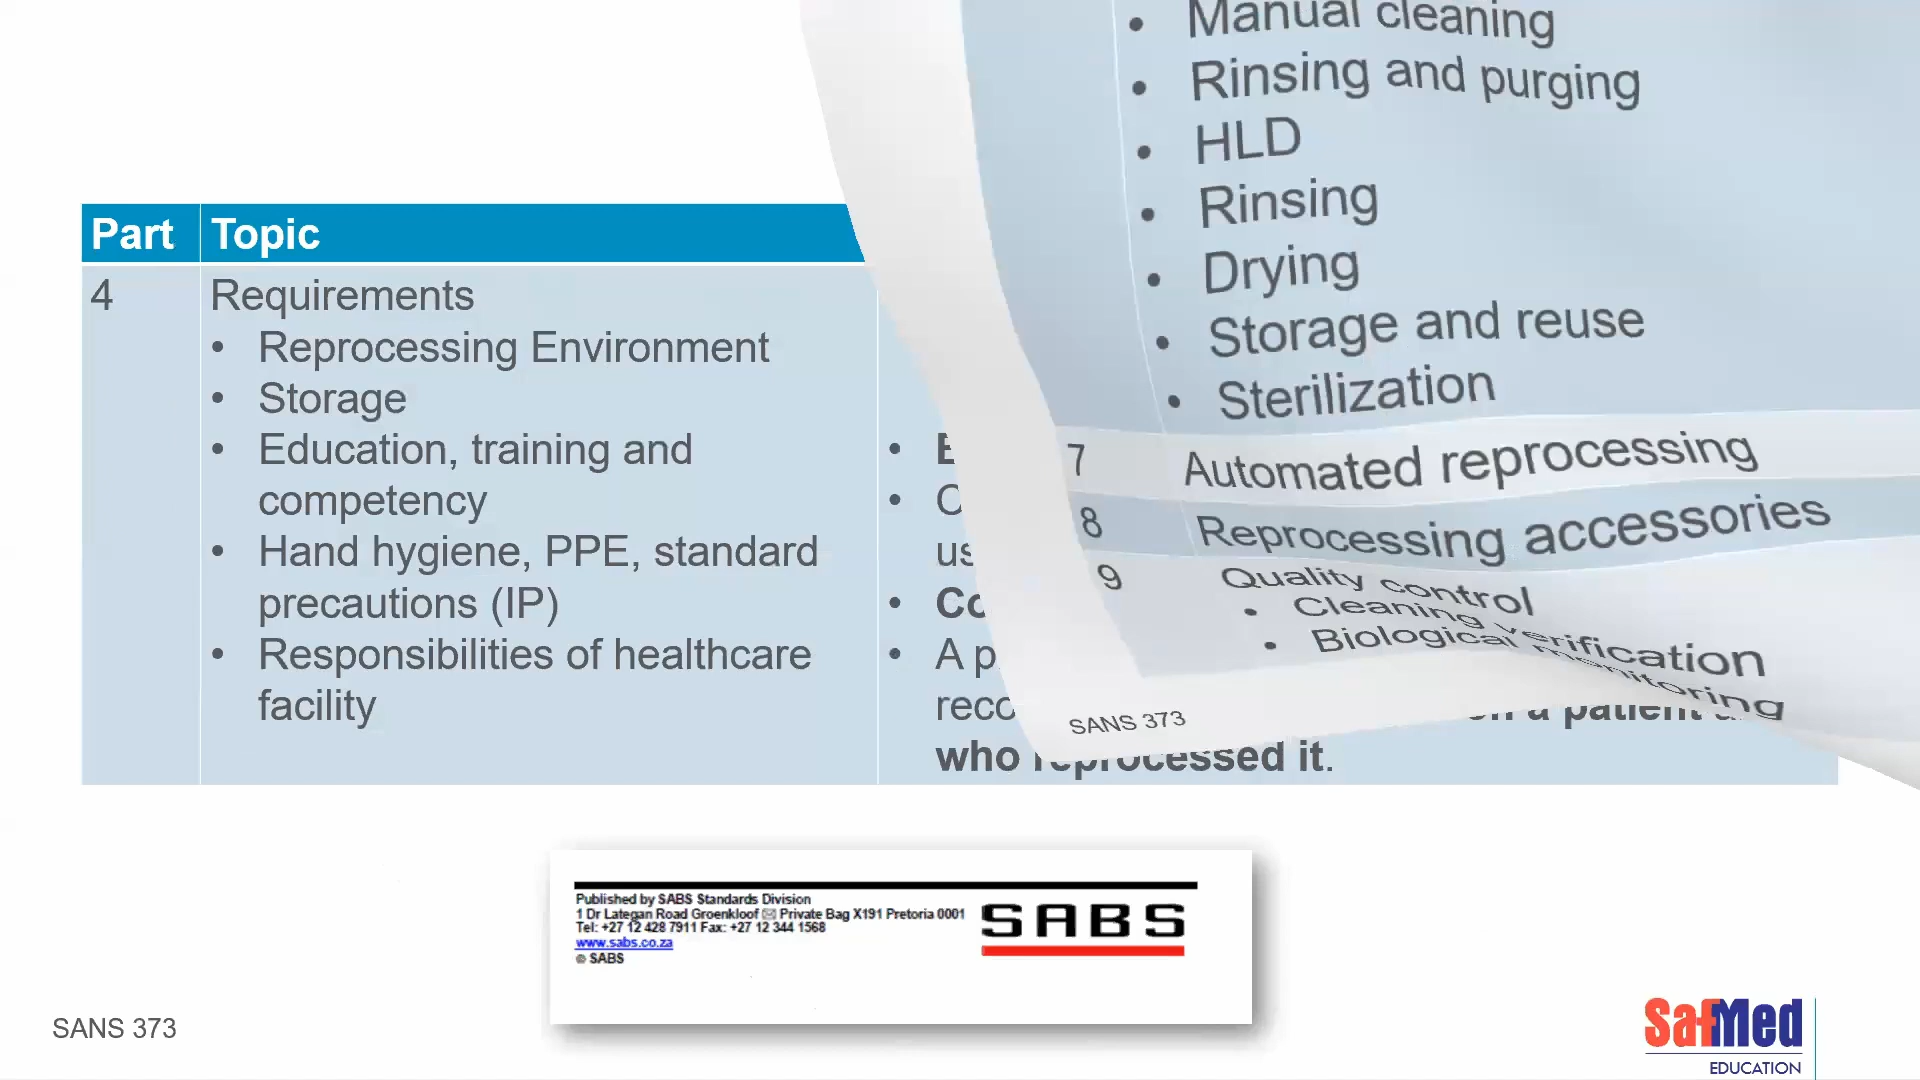 Part Topic
4 Requirements
• Reprocessing Environment
• Storage
• Education, training and
competency
• Hand hygiene, PPE, standard
precautions (IP)
• Responsibilities of healthcare
facility
•
•
•
• A
who reprocessed it.
a patient
• Manual cleaning
• Rinsing and purging
• HLD
• Rinsing
• Drying
• Storage and reuse
• Sterilization
7 Automated reprocessing
8 Reprocessing accessories
9 Quality control
• Cleaning verification
• Biological monitoring
SANS 373
Published by SABS Standards Division
1 Dr Lategan Road Groenkloof ✉ Private Bag X191 Pretoria 0001
Tel: +27 12 428 7911 Fax: +27 12 344 1568
www.sabs.co.za
© SABS
SABS
SANS 373
SafMed
EDUCATION